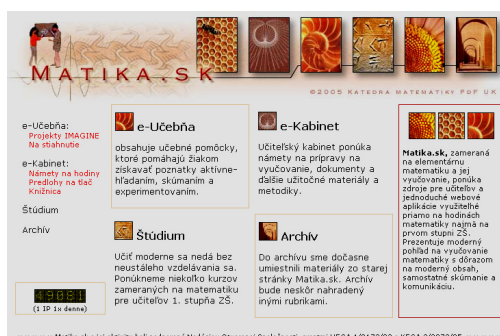 MATIKA.SK
©2005 KATEDRA MATEMATIKY PDF UK
e-Učebňa:
Projekty IMAGINE
Na stiahnutie
e-Kabinet:
Námety na hodiny
Predlohy na tlač
Knižnica
Štúdium
Archív
49081
(1 IP 1x denne)
e-Učebňa
obsahuje učebné pomôcky,
ktoré pomáhajú žiakom
získavať poznatky aktívne-
hľadaním, skúmaním a
experimentovaním.
e-Kabinet
Učiteľský kabinet ponúka
námety na prípravy na
vyučovanie, dokumenty a
ďalšie užitočné materiály a
metodiky.
Štúdium
Učiť moderne sa nedá bez
neustáleho vzdelávania sa.
Ponúkneme niekoľko kurzov
zameraných na matematiku
pre učiteľov 1. stupňa ZŠ.
Archív
Do archívu sme dočasne
umiestnili materiály zo starej
stránky Matika.sk. Archív
bude neskôr nahradený
inými rubrikami.
Matik.sk, zameraná
na elementárnu
matematiku a jej
vyučovanie, ponúka
zdroje pre učiteľov a
jednoduché webové
aplikácie využiteľné
priamo na hodinách
matematiky najmä na
prvom stupni ZŠ.
Prezentuje moderný
pohľad na vyučovanie
matematiky s dôrazom
na moderný obsah,
samostatné skúmanie a
komunikáciu.